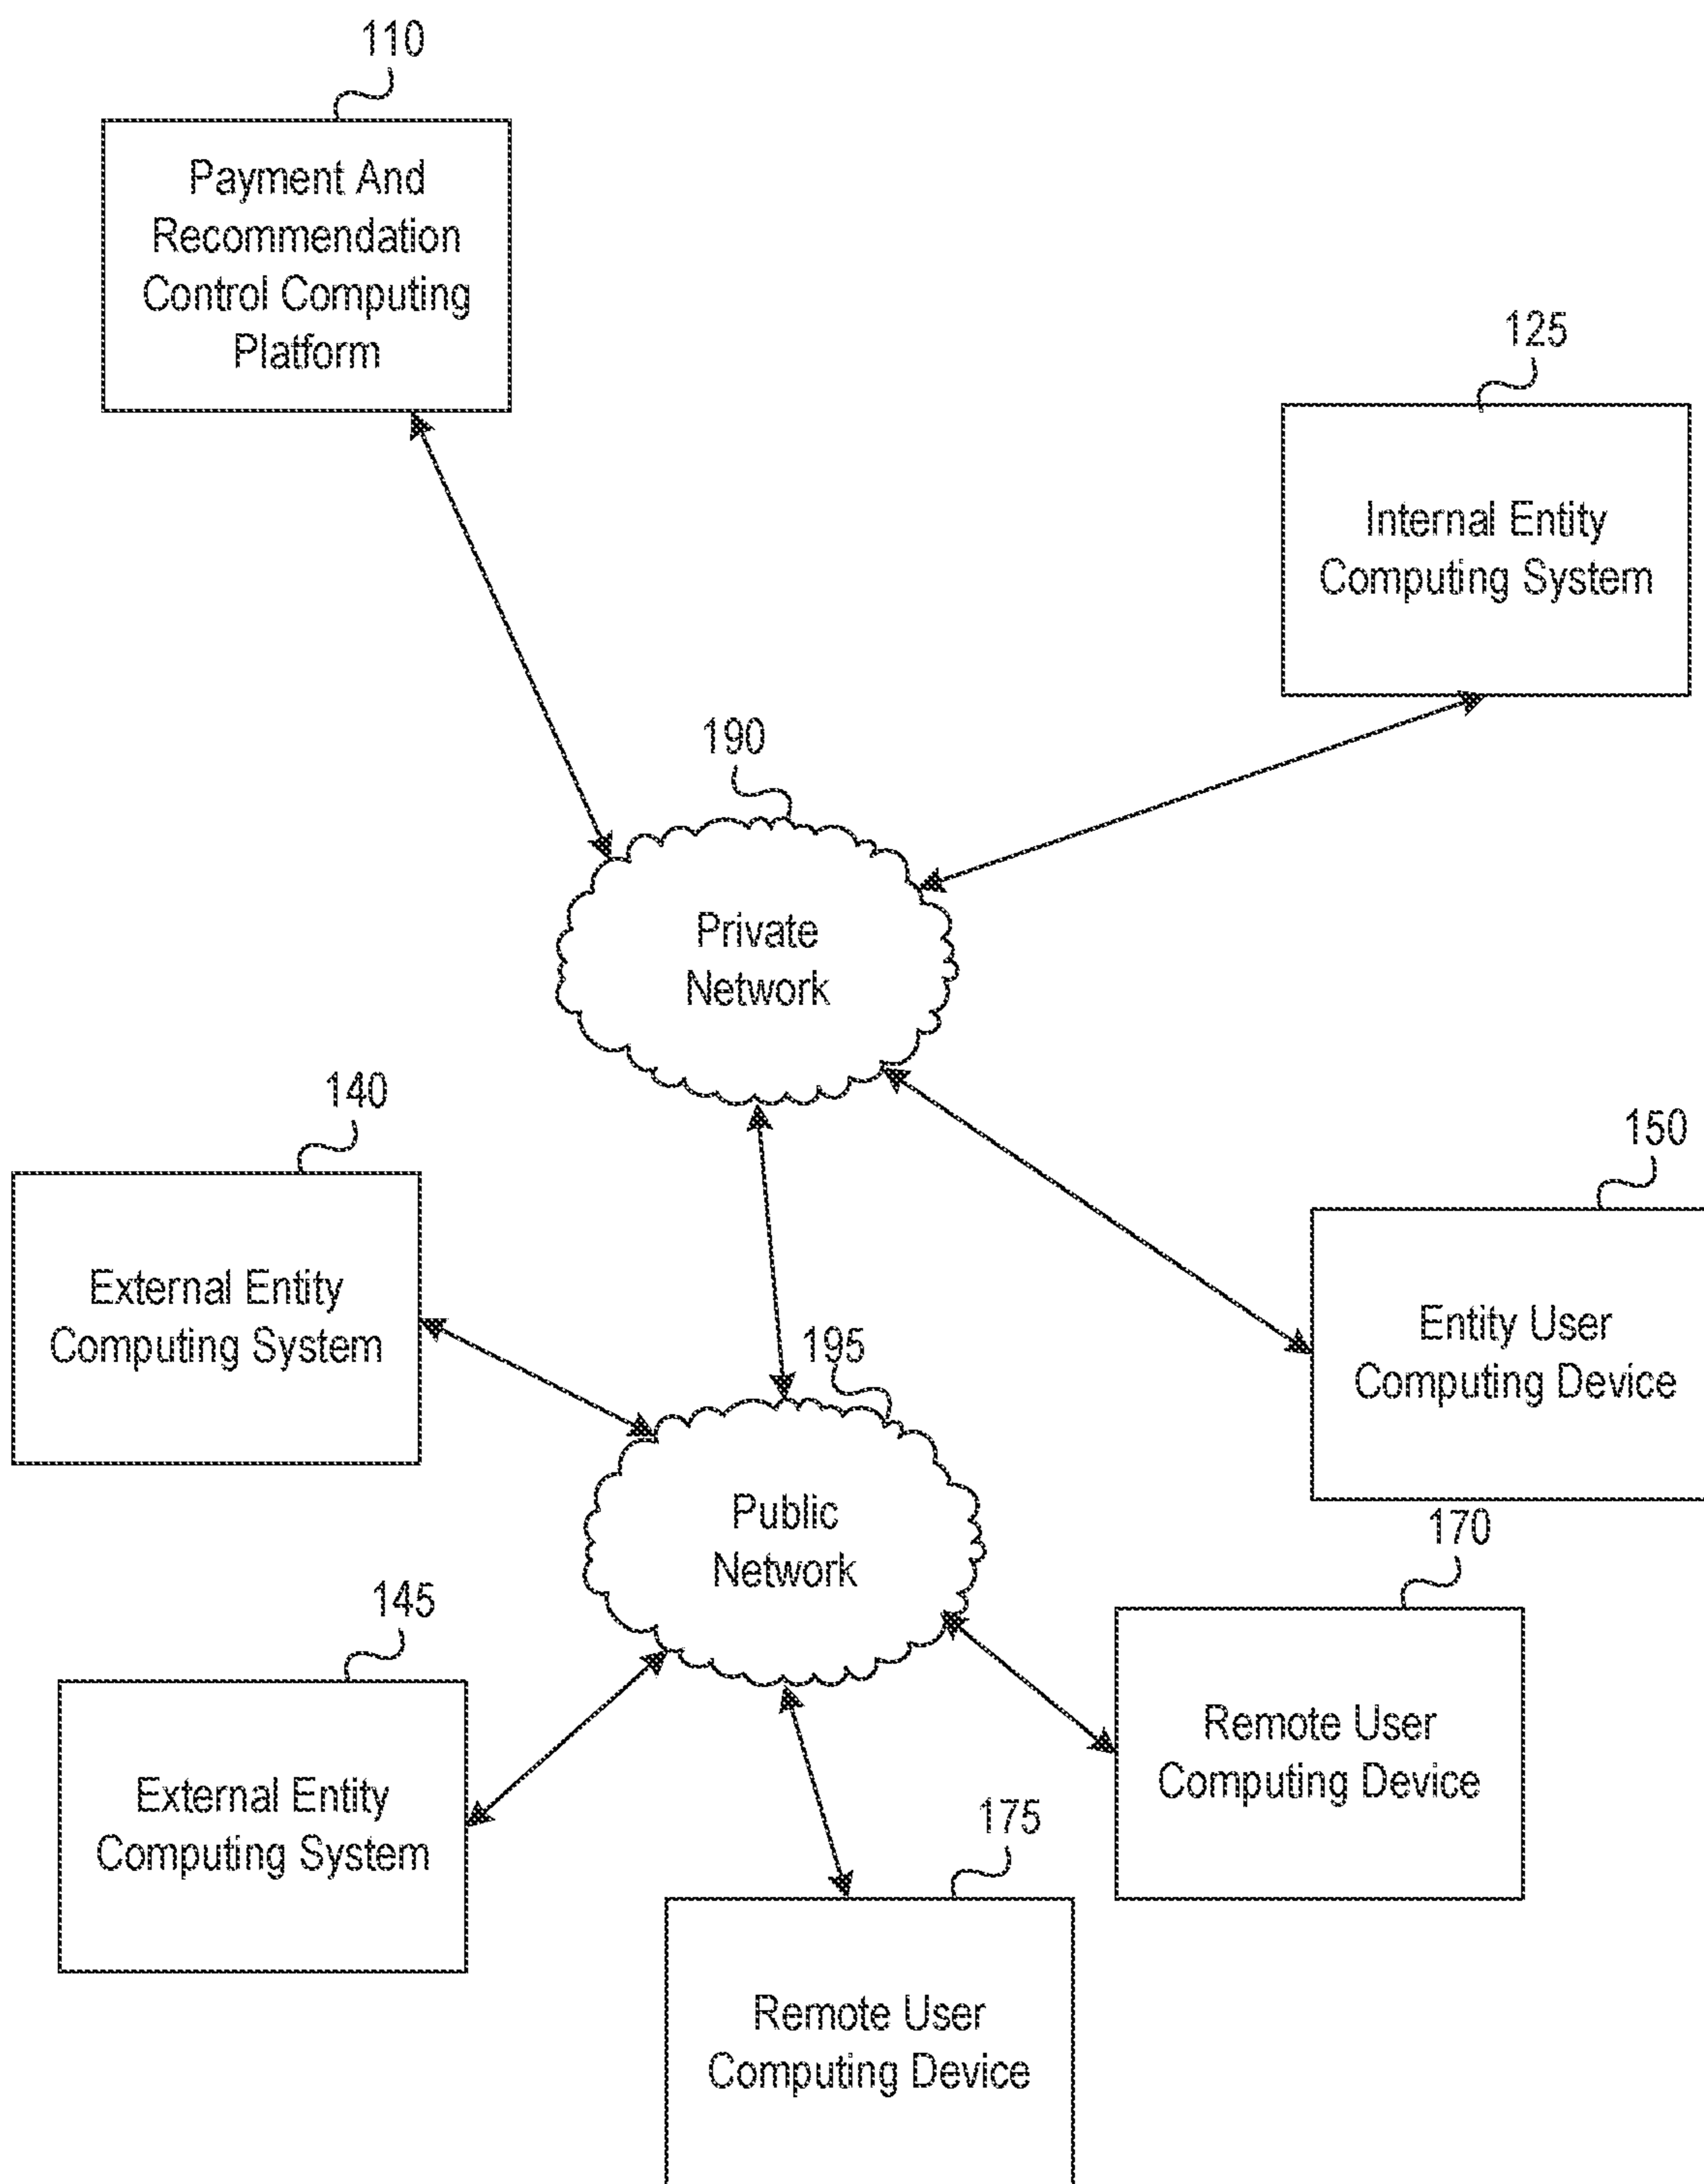 110
Payment And
Recommendation
Control Computing
Platform
125
Internal Entity
Computing System
190
Private
Network
140
External Entity
Computing System
150
Entity User
Computing Device
195
Public
Network
170
Remote User
Computing Device
145
External Entity
Computing System
175
Remote User
Computing Device